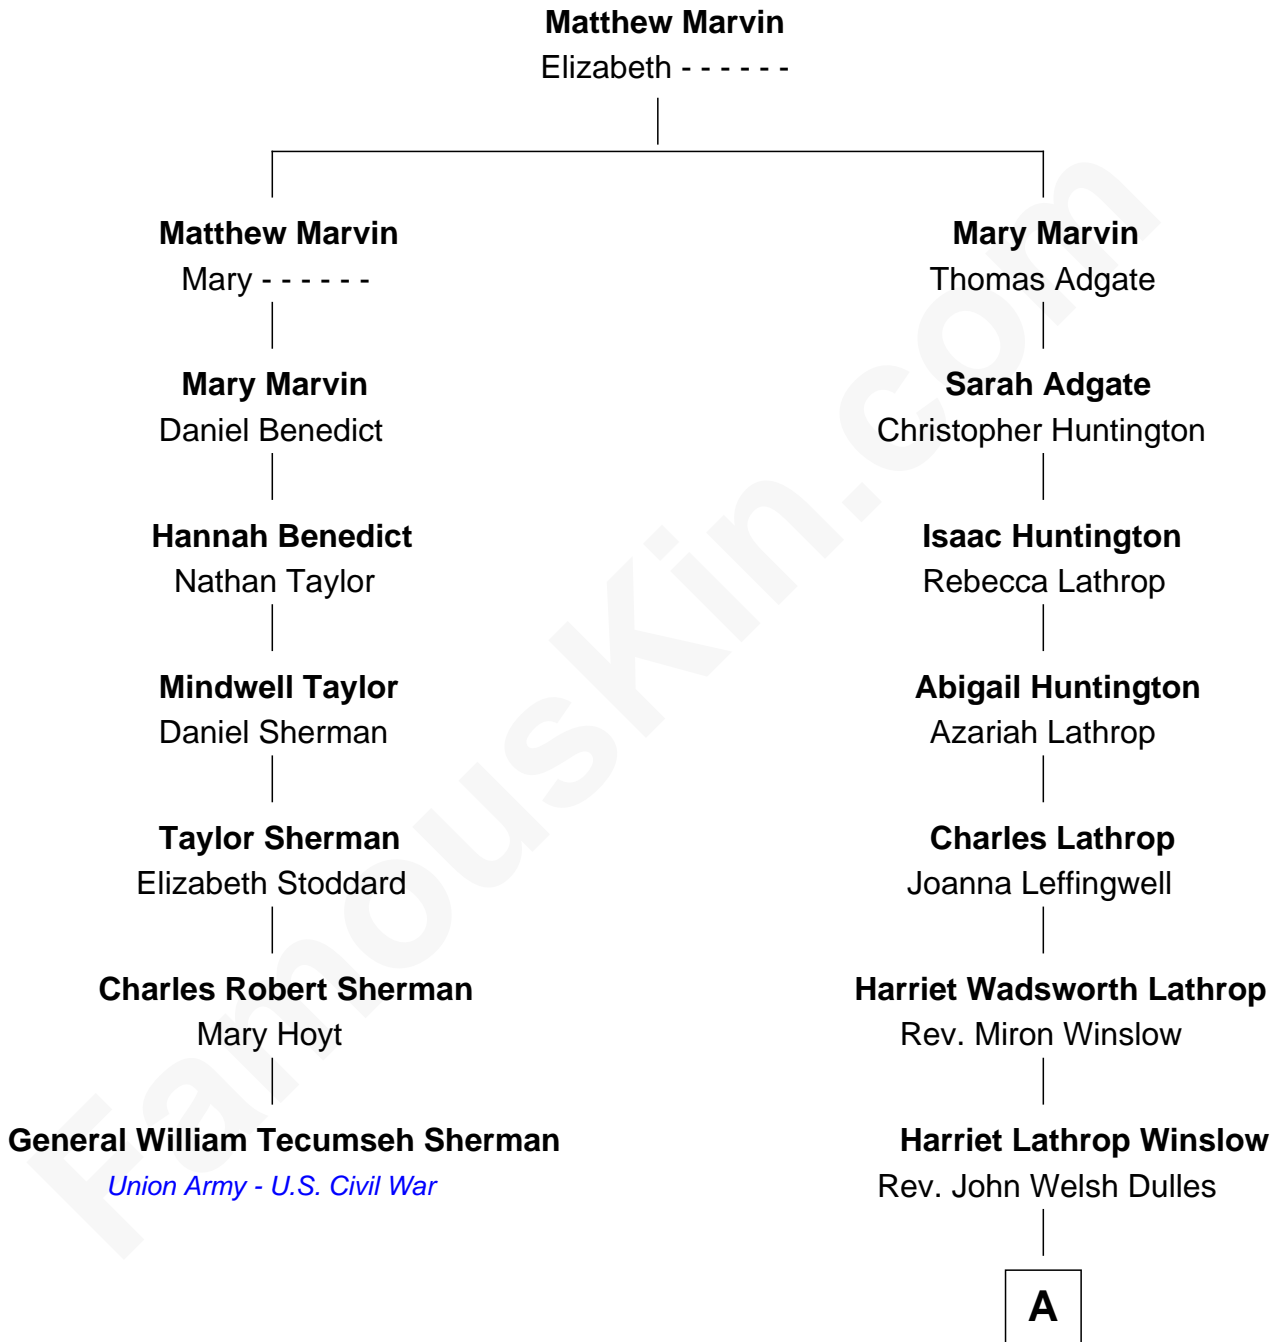 Matthew Marvin
Elizabeth - - - - - -
Matthew Marvin
Mary - - - - - -
Mary Marvin
Daniel Benedict
Hannah Benedict
Nathan Taylor
Mindwell Taylor
Daniel Sherman
Taylor Sherman
Elizabeth Stoddard
Charles Robert Sherman
Mary Hoyt
General William Tecumseh Sherman
Union Army - U.S. Civil War
Mary Marvin
Thomas Adgate
Sarah Adgate
Christopher Huntington
Isaac Huntington
Rebecca Lathrop
Abigail Huntington
Azariah Lathrop
Charles Lathrop
Joanna Leffingwell
Harriet Wadsworth Lathrop
Rev. Miron Winslow
Harriet Lathrop Winslow
Rev. John Welsh Dulles
A
FamousKin.com